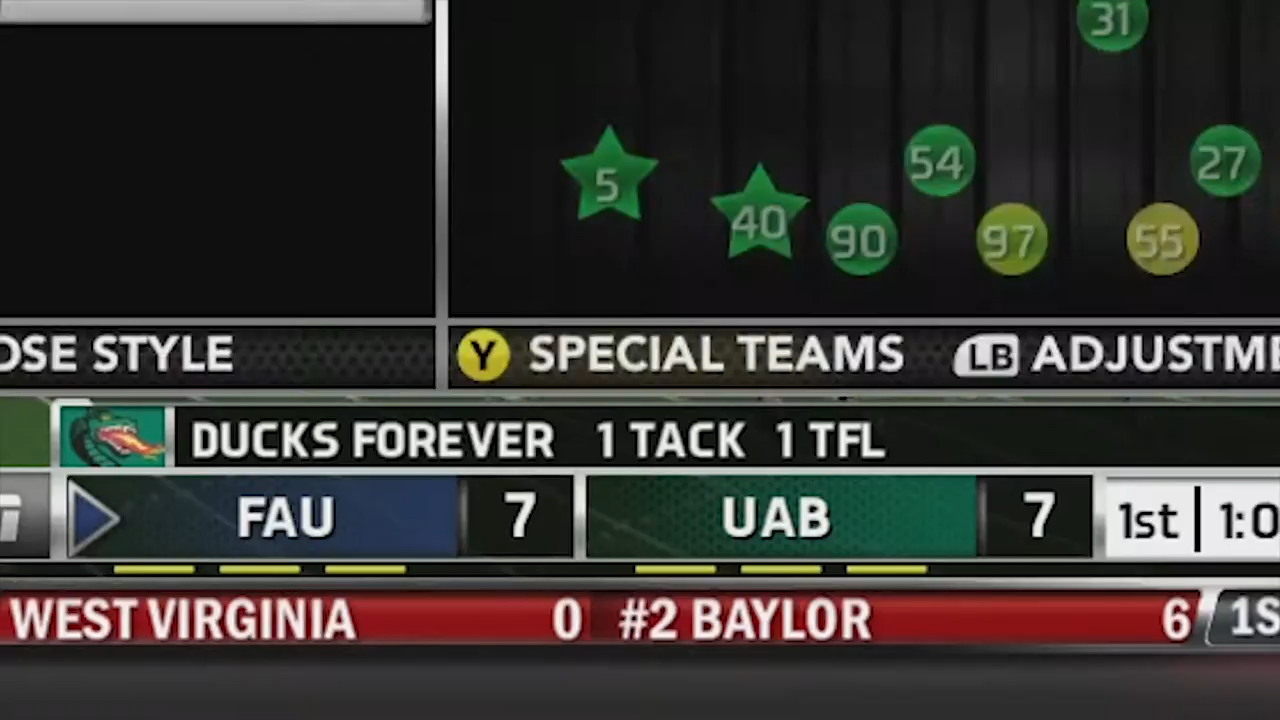 31
5
40
90
54
97
55
27
OSE STYLE
Y SPECIAL TEAMS LB ADJUSTME
DUCKS FOREVER 1 TACK 1 TFL
FAU 7 UAB 7 1st 1:0
WEST VIRGINIA 0 #2 BAYLOR 6 1S